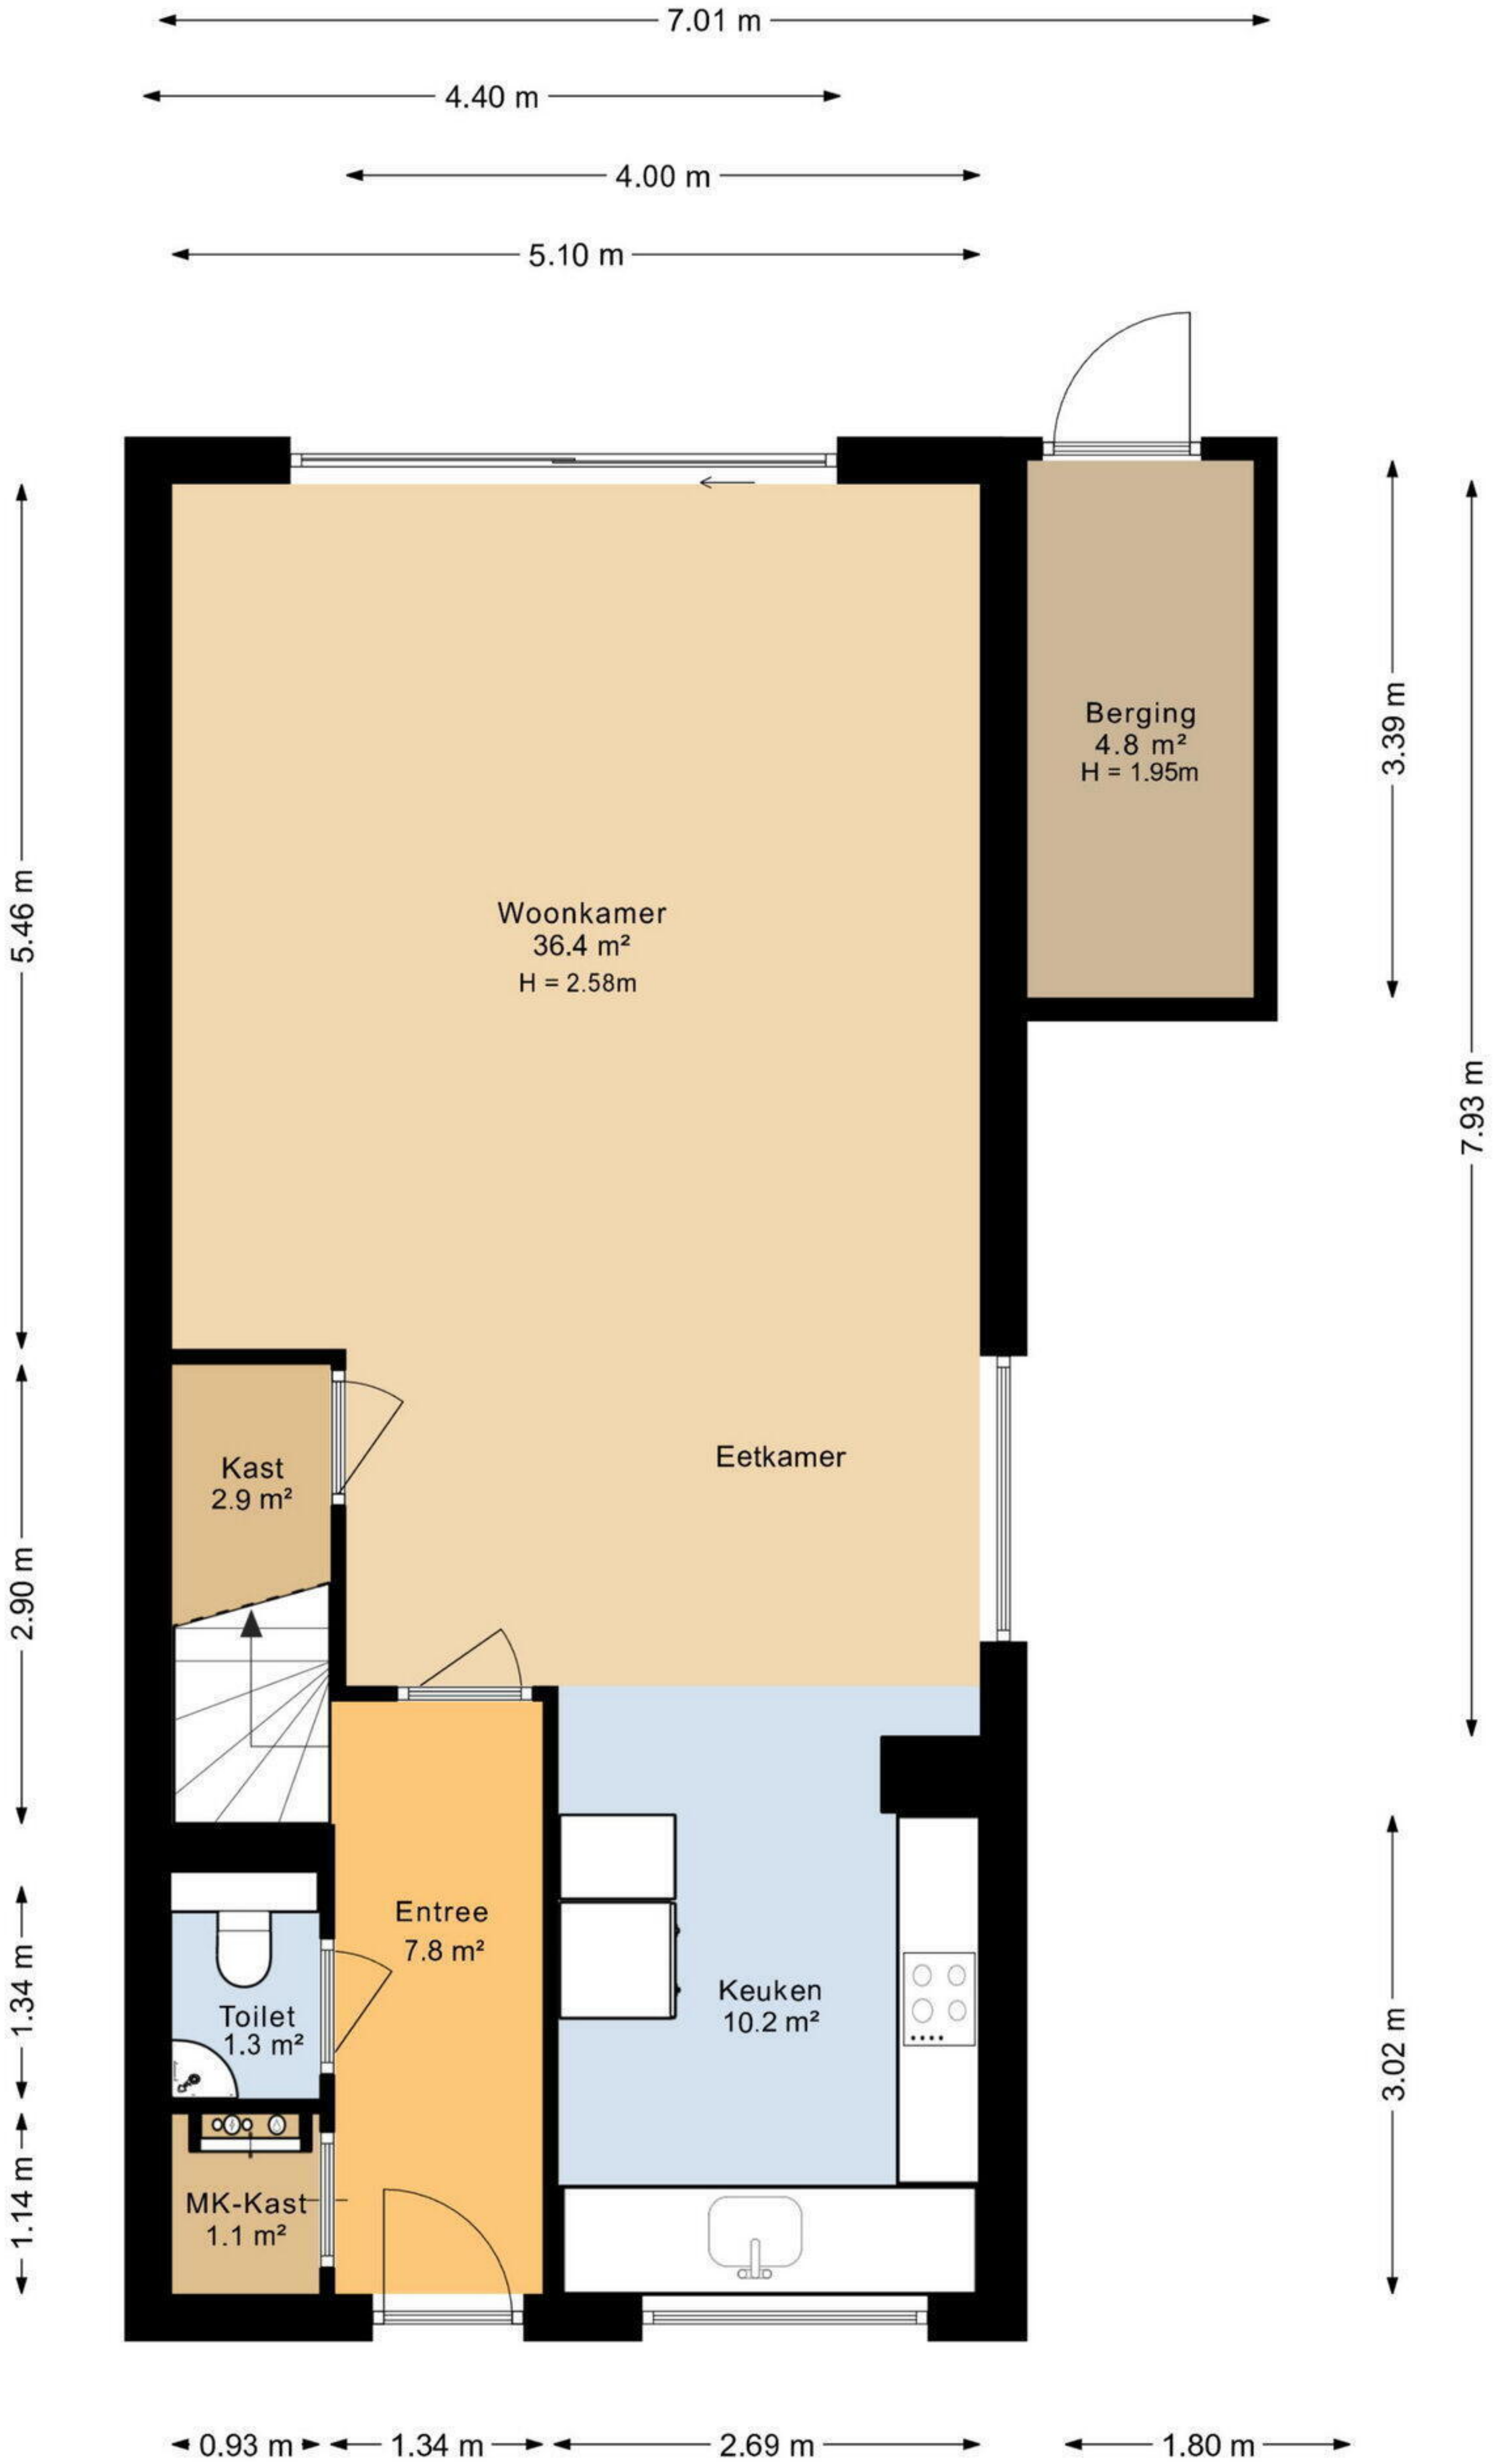 7.01 m
4.40 m
4.00 m
5.10 m
Berging
4.8 m²
H = 1.95m
3.39 m
5.46 m
Woonkamer
36.4 m²
H = 2.58m
7.93 m
Kast
2.9 m²
Eetkamer
2.90 m
Entree
7.8 m²
Keuken
10.2 m²
Toilet
1.3 m²
1.34 m
3.02 m
MK-Kast
1.1 m²
1.14 m
0.93 m
1.34 m
2.69 m
1.80 m